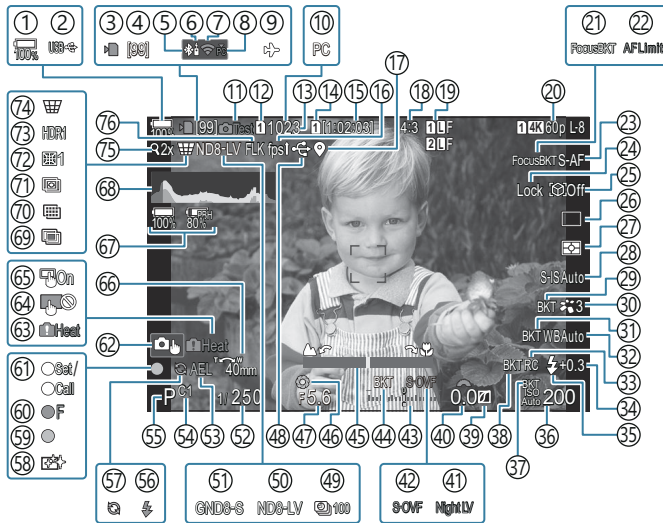 ① ② ③ ④ ⑤ ⑥ ⑦ ⑧ ⑨ ⑩ ㉑ ㉒
100% USB [99] PC PC FocusBKT AFLimit
⑪ ⑫ ⑬ ⑭ ⑮ ⑯ ⑰ ⑱ ⑲ ⑳
100% [99] Test 1 1023 1 [1:02:03] 4:3 1 L F 1 4K 60p L-8
2x ND8-LV FLK fps 2 L F
FocusBKT S-AF
Lock Off
100% 80% PBH
S-IS Auto
BKT 3
BKT WBAuto
Heat
BKT RC +0.3
AEL T W 40mm
BKT S-OVF
P C1 1/250 F5.6 0.0 BKT ISO Auto 200
㉓
㉔
㉕
㉖
㉗
㉘
㉙
㉚
㉛
㉜
㉝
㉞
㉟
㊱
㊲
㊳
㊴
㊵
㊶
㊷
㊸
㊹
㊺
㊻
㊼
㊽
㊾
㊿
51
52
53
54
55
56
57
58
59
60 F
61 Set /
Call
62
63 Heat
64
65 On
66
67
68
69
70
71
72 1
73 HDR1
74
75
76
GND8-S ND8-LV 100 S-OVF Night LV